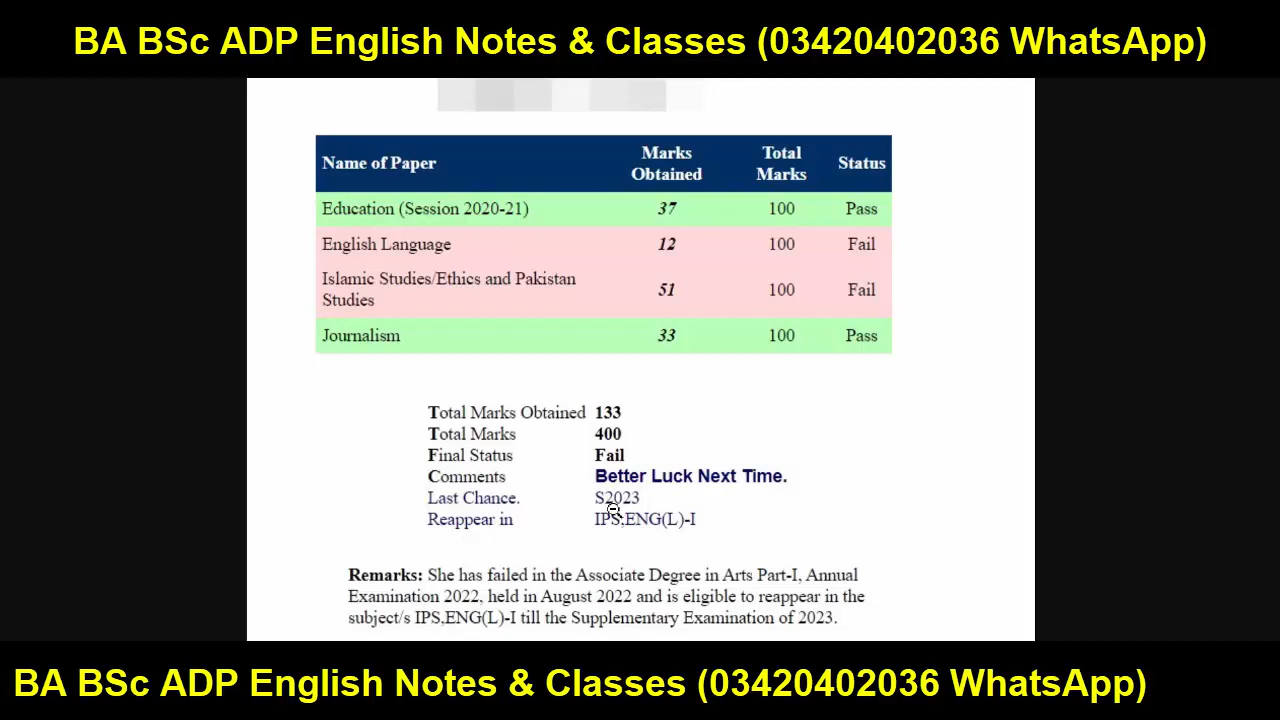 BA BSc ADP English Notes & Classes (03420402036 WhatsApp)
Name of Paper Marks Obtained Total Marks Status
Education (Session 2020-21) 37 100 Pass
English Language 12 100 Fail
Islamic Studies/Ethics and Pakistan Studies 51 100 Fail
Journalism 33 100 Pass
Total Marks Obtained 133
Total Marks 400
Final Status Fail
Comments Better Luck Next Time.
Last Chance. S2023
Reappear in IPS,ENG(L)-I
Remarks: She has failed in the Associate Degree in Arts Part-I, Annual
Examination 2022, held in August 2022 and is eligible to reappear in the
subject/s IPS,ENG(L)-I till the Supplementary Examination of 2023.
BA BSc ADP English Notes & Classes (03420402036 WhatsApp)